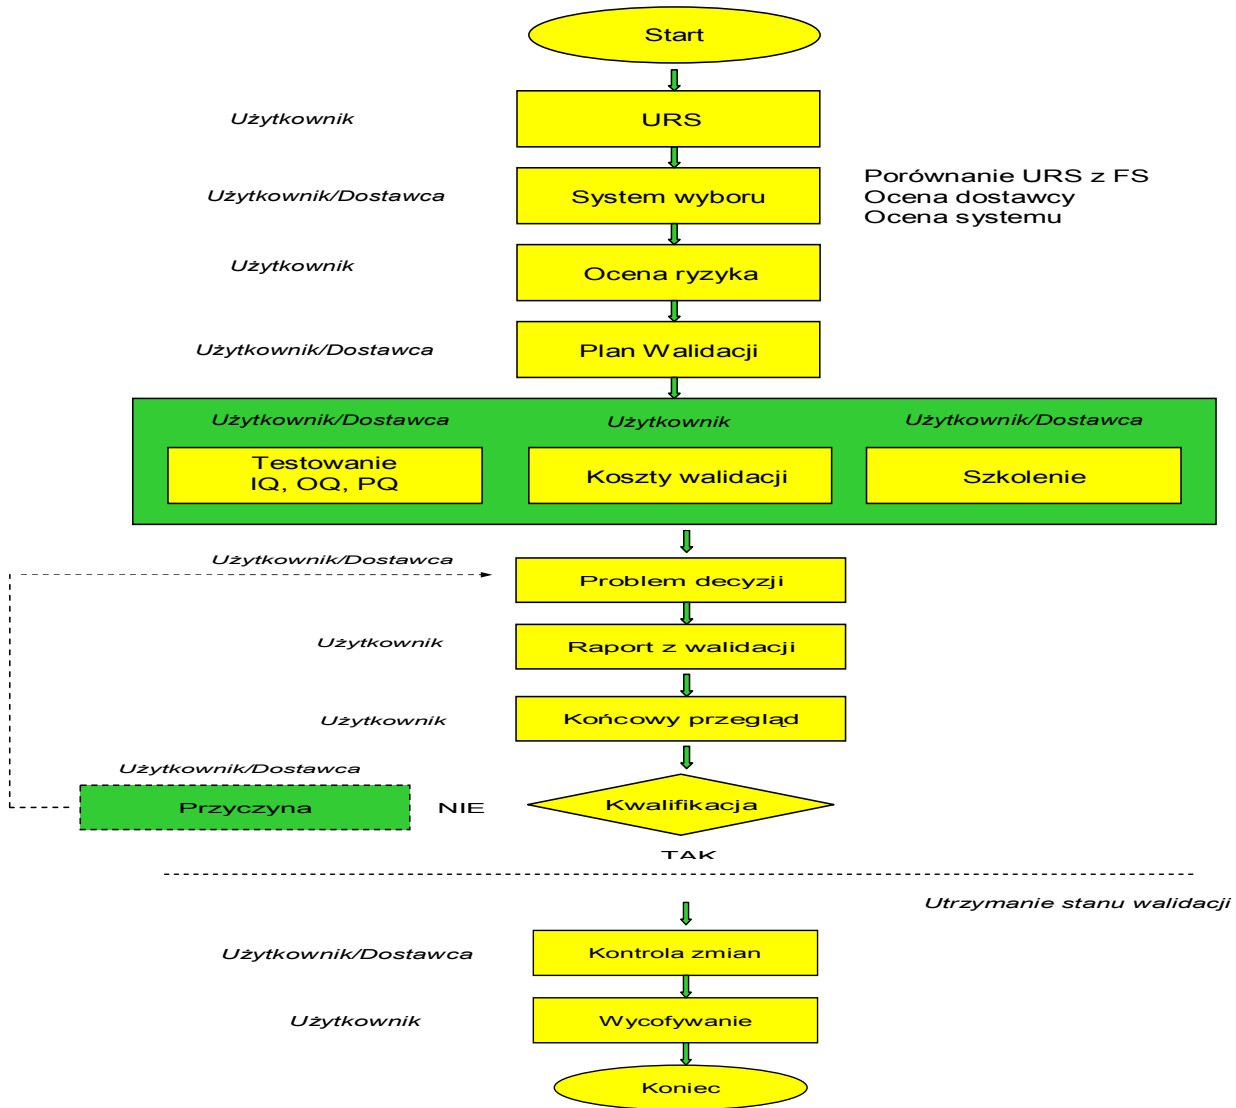 Start
Użytkownik
URS
Użytkownik/Dostawca
System wyboru
Porównanie URS z FS
Ocena dostawcy
Ocena systemu
Użytkownik
Ocena ryzyka
Użytkownik/Dostawca
Plan Walidacji
Użytkownik/Dostawca
Użytkownik
Użytkownik/Dostawca
Testowanie
IQ, OQ, PQ
Koszty walidacji
Szkolenie
Użytkownik/Dostawca
Problem decyzji
Użytkownik
Raport z walidacji
Użytkownik
Końcowy przegląd
Użytkownik/Dostawca
Przyczyna
NIE
Kwalifikacja
TAK
Utrzymanie stanu walidacji
Użytkownik/Dostawca
Kontrola zmian
Użytkownik
Wycofywanie
Koniec